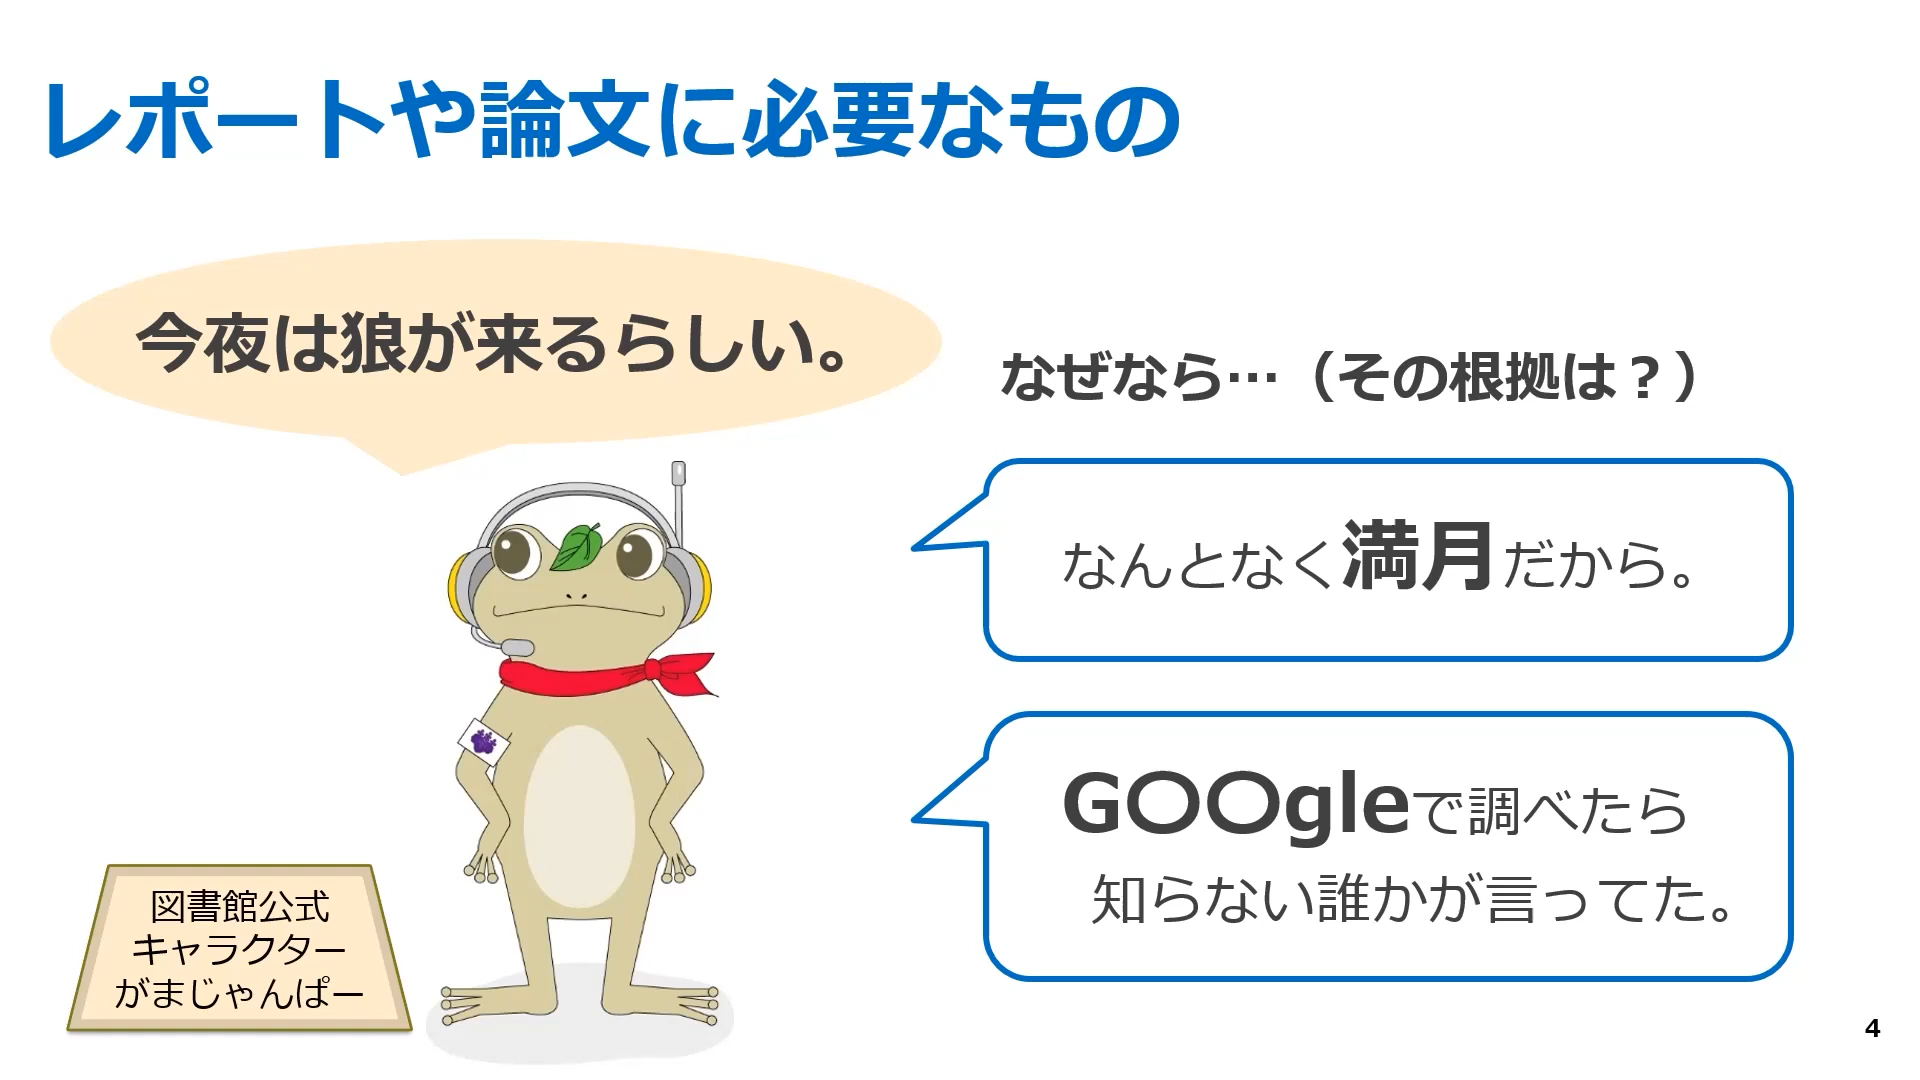 レポートや論文に必要なもの
今夜は狼が来るらしい。
なぜなら…（その根拠は？）
なんとなく満月だから。
G〇〇gleで調べたら
知らない誰かが言ってた。
図書館公式
キャラクター
がまじゃんぱー
4